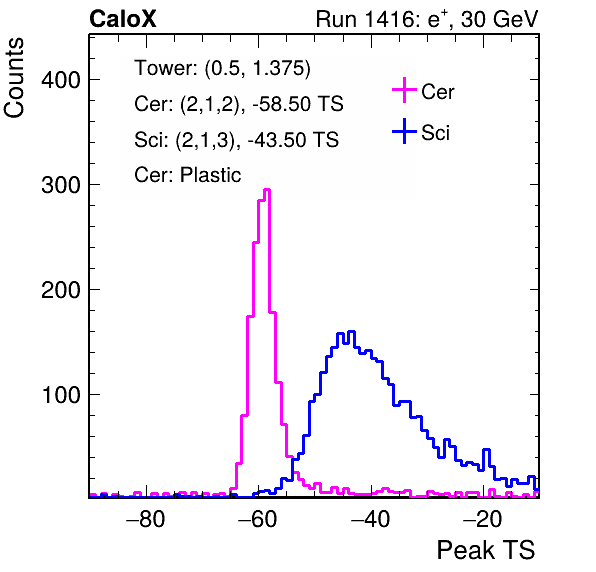 CaloX Run 1416: e⁺, 30 GeV
Counts
Tower: (0.5, 1.375)
Cer: (2,1,2), -58.50 TS
Sci: (2,1,3), -43.50 TS
Cer: Plastic
Cer
Sci
400
300
200
100
−80 −60 −40 −20
Peak TS